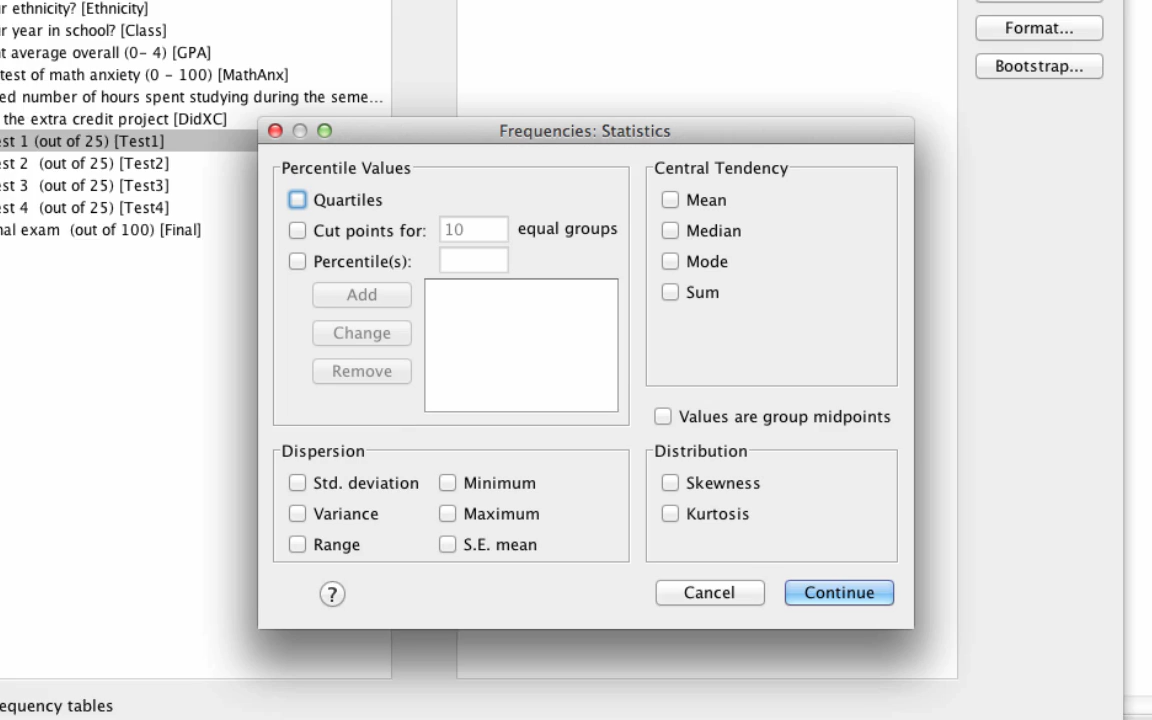 r ethnicity? [Ethnicity]
r year in school? [Class]
t average overall (0- 4) [GPA]
test of math anxiety (0 - 100) [MathAnx]
ed number of hours spent studying during the seme...
the extra credit project [DidXC]
est 1 (out of 25) [Test1]
est 2  (out of 25) [Test2]
est 3  (out of 25) [Test3]
est 4  (out of 25) [Test4]
nal exam  (out of 100) [Final]
Format...
Bootstrap...
Frequencies: Statistics
Percentile Values
Quartiles
Cut points for: 10 equal groups
Percentile(s):
Add
Change
Remove
Central Tendency
Mean
Median
Mode
Sum
Values are group midpoints
Dispersion
Std. deviation
Minimum
Variance
Maximum
Range
S.E. mean
Distribution
Skewness
Kurtosis
?
Cancel
Continue
equency tables